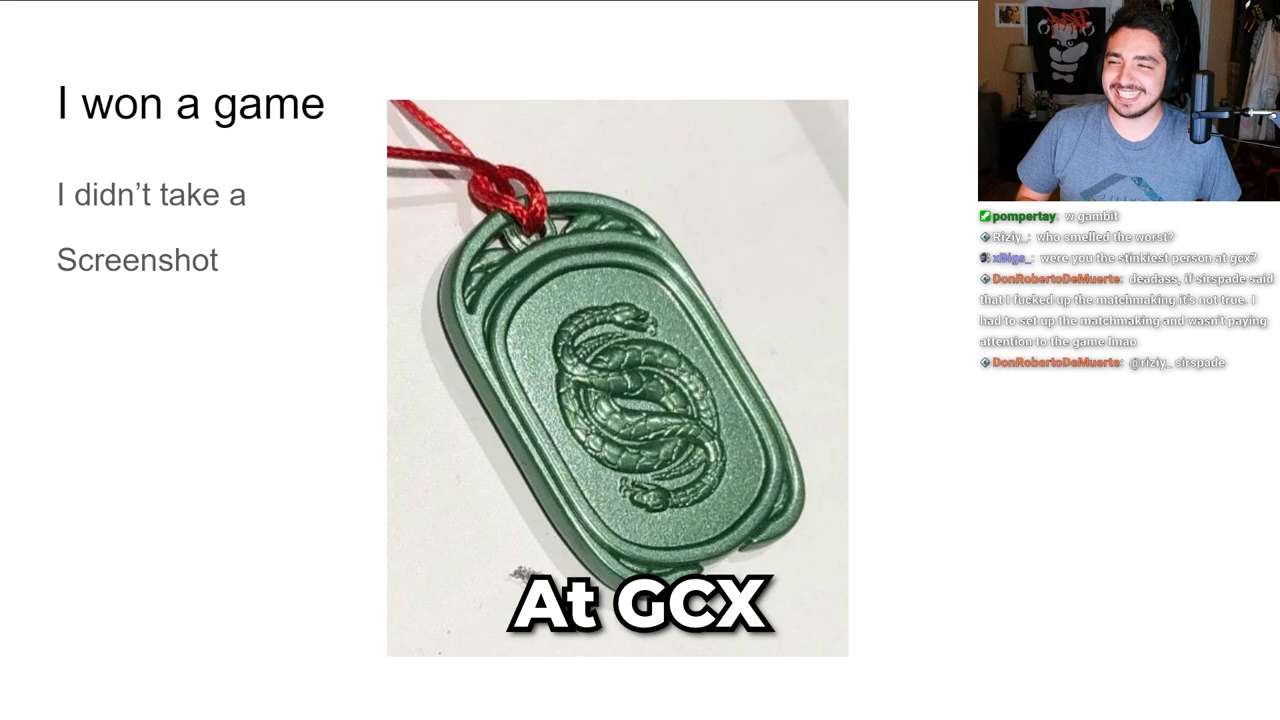 I won a game
I didn’t take a
Screenshot
At GCX
pompertay: w gambit
Riziy_: who smelled the worst?
xBigs_: were you the stinkiest person at gcx?
DonRobertoDeMuerte: deadass, if sirspade said
that I fucked up the matchmaking it's not true. I
had to set up the matchmaking and wasn't paying
attention to the game lmao
DonRobertoDeMuerte: @riziy_ sirspade